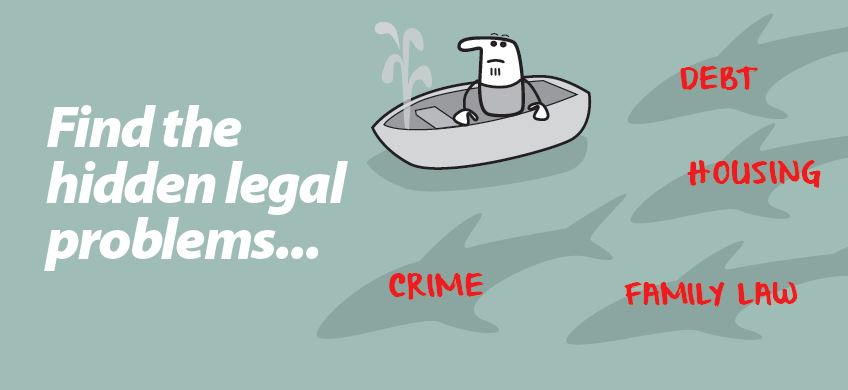 Find the
hidden legal
problems...
DEBT
HOUSING
CRIME
FAMILY LAW